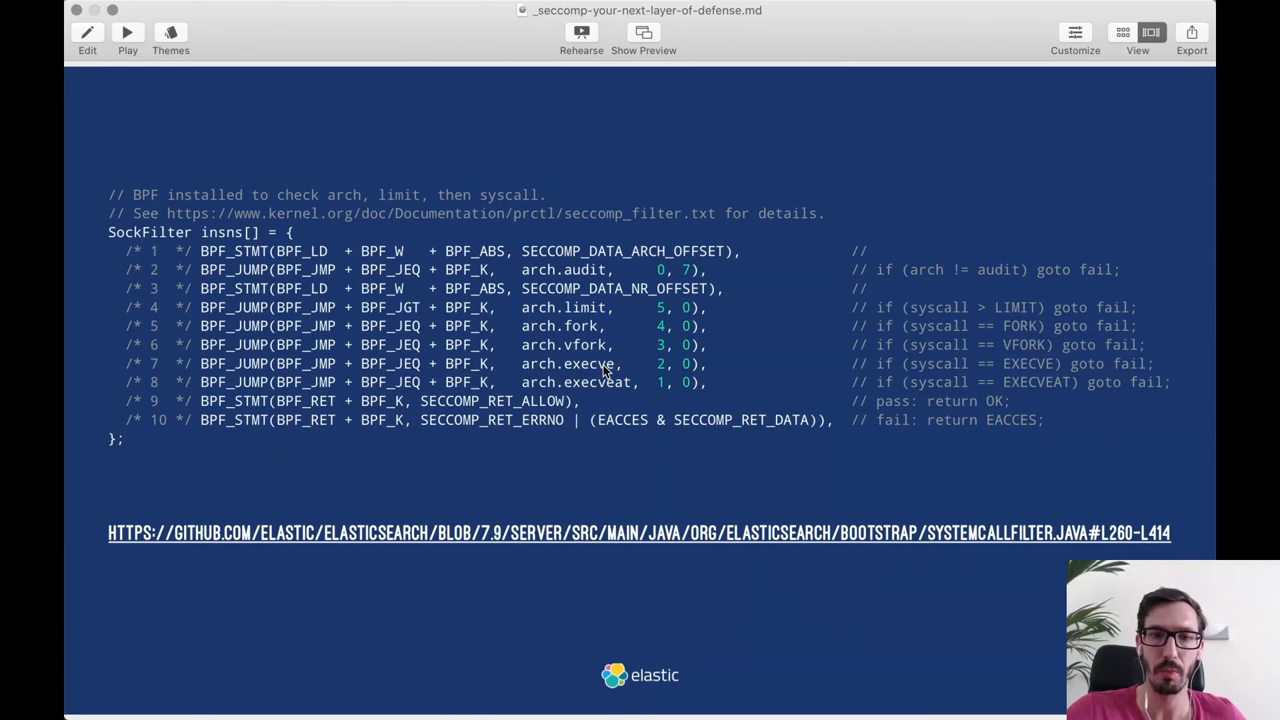 _seccomp-your-next-layer-of-defense.md
Edit Play Themes Rehearse Show Preview Customize View Export
// BPF installed to check arch, limit, then syscall.
// See https://www.kernel.org/doc/Documentation/prctl/seccomp_filter.txt for details.
SockFilter insns[] = {
/* 1 */ BPF_STMT(BPF_LD + BPF_W + BPF_ABS, SECCOMP_DATA_ARCH_OFFSET), //
/* 2 */ BPF_JUMP(BPF_JMP + BPF_JEQ + BPF_K, arch.audit, 0, 7), // if (arch != audit) goto fail;
/* 3 */ BPF_STMT(BPF_LD + BPF_W + BPF_ABS, SECCOMP_DATA_NR_OFFSET), //
/* 4 */ BPF_JUMP(BPF_JMP + BPF_JGT + BPF_K, arch.limit, 5, 0), // if (syscall > LIMIT) goto fail;
/* 5 */ BPF_JUMP(BPF_JMP + BPF_JEQ + BPF_K, arch.fork, 4, 0), // if (syscall == FORK) goto fail;
/* 6 */ BPF_JUMP(BPF_JMP + BPF_JEQ + BPF_K, arch.vfork, 3, 0), // if (syscall == VFORK) goto fail;
/* 7 */ BPF_JUMP(BPF_JMP + BPF_JEQ + BPF_K, arch.execve, 2, 0), // if (syscall == EXECVE) goto fail;
/* 8 */ BPF_JUMP(BPF_JMP + BPF_JEQ + BPF_K, arch.execveat, 1, 0), // if (syscall == EXECVEAT) goto fail;
/* 9 */ BPF_STMT(BPF_RET + BPF_K, SECCOMP_RET_ALLOW), // pass: return OK;
/* 10 */ BPF_STMT(BPF_RET + BPF_K, SECCOMP_RET_ERRNO | (EACCES & SECCOMP_RET_DATA)), // fail: return EACCES;
};
HTTPS://GITHUB.COM/ELASTIC/ELASTICSEARCH/BLOB/7.9/SERVER/SRC/MAIN/JAVA/ORG/ELASTICSEARCH/BOOTSTRAP/SYSTEMCALLFILTER.JAVA#L260-L414
elastic